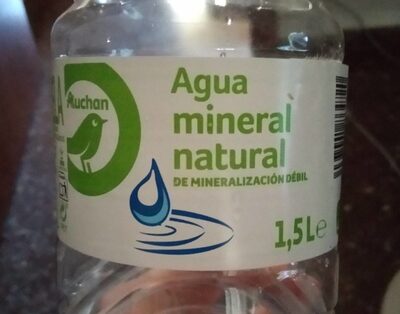 Auchan
Agua
mineral
natural
DE MINERALIZACIÓN DÉBIL
1,5L℮